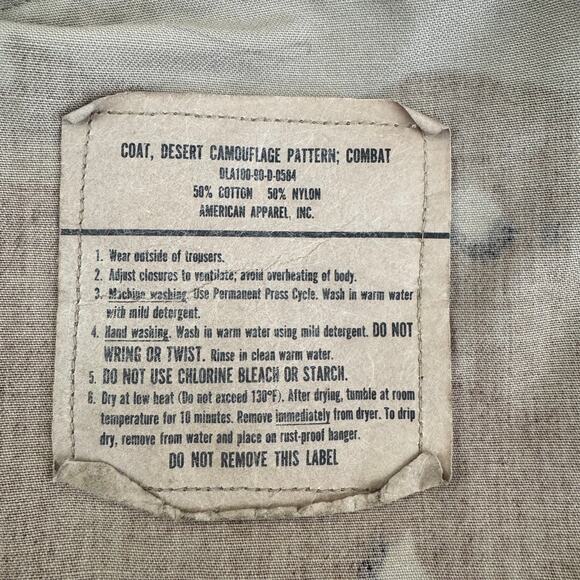 COAT, DESERT CAMOUFLAGE PATTERN; COMBAT
DLA100-90-D-0584
50% COTTON 50% NYLON
AMERICAN APPAREL, INC.
1. Wear outside of trousers.
2. Adjust closures to ventilate; avoid overheating of body.
3. Machine washing. Use Permanent Press Cycle. Wash in warm water
with mild detergent.
4. Hand washing. Wash in warm water using mild detergent. DO NOT
WRING OR TWIST. Rinse in clean warm water.
5. DO NOT USE CHLORINE BLEACH OR STARCH.
6. Dry at low heat (Do not exceed 130°F). After drying, tumble at room
temperature for 10 minutes. Remove immediately from dryer. To drip
dry, remove from water and place on rust-proof hanger.
DO NOT REMOVE THIS LABEL